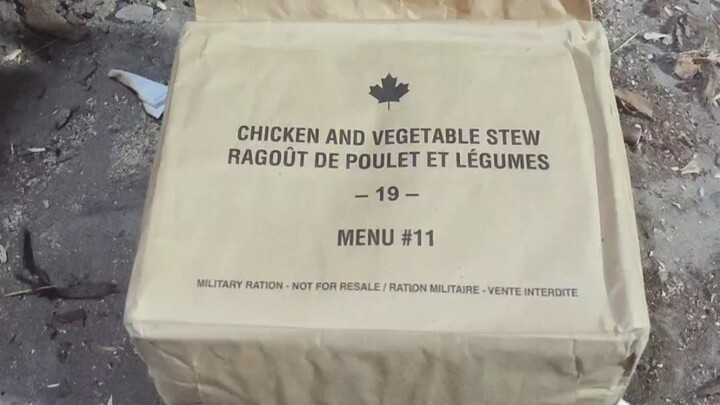 CHICKEN AND VEGETABLE STEW
RAGOÛT DE POULET ET LÉGUMES
– 19 –
MENU #11
MILITARY RATION - NOT FOR RESALE / RATION MILITAIRE - VENTE INTERDITE